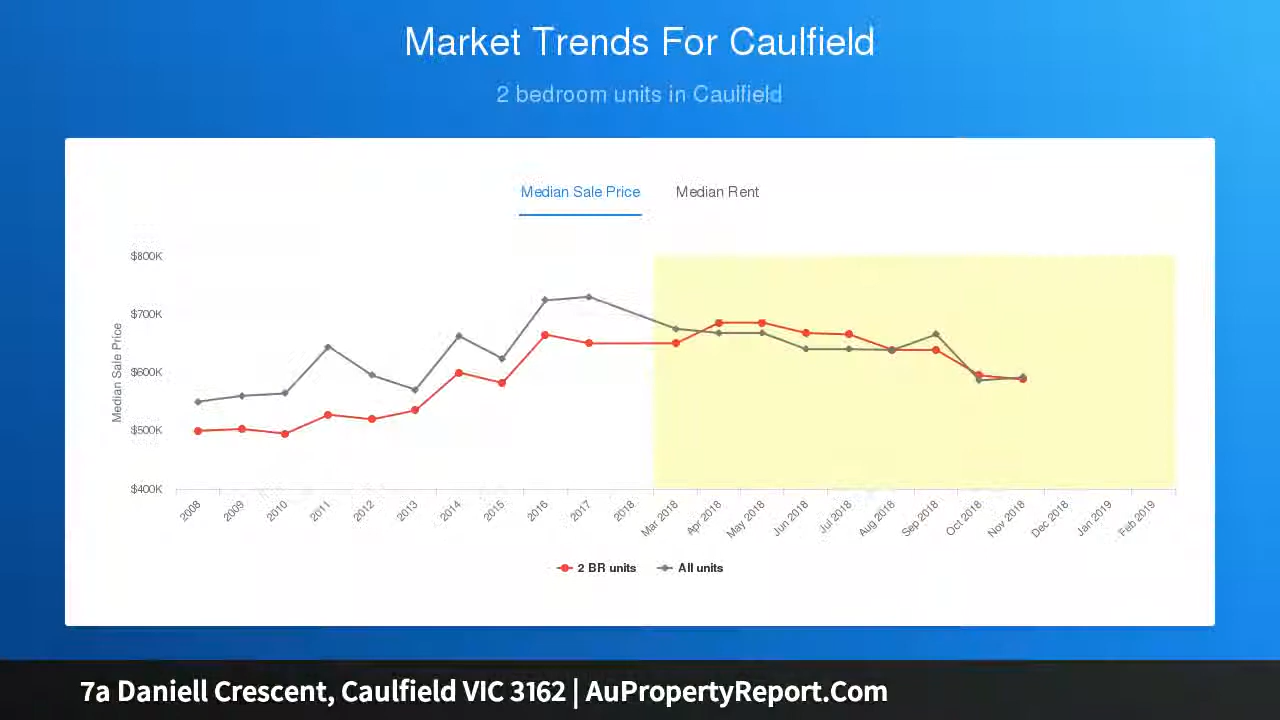 Market Trends For Caulfield
2 bedroom units in Caulfield
Median Sale Price Median Rent
Median Sale Price
$800K
$700K
$600K
$500K
$400K
2008 2009 2010 2011 2012 2013 2014 2015 2016 2017 2018 Mar 2018 Apr 2018 May 2018 Jun 2018 Jul 2018 Aug 2018 Sep 2018 Oct 2018 Nov 2018 Dec 2018 Jan 2019 Feb 2019
2 BR units All units
7a Daniell Crescent, Caulfield VIC 3162 | AuPropertyReport.Com